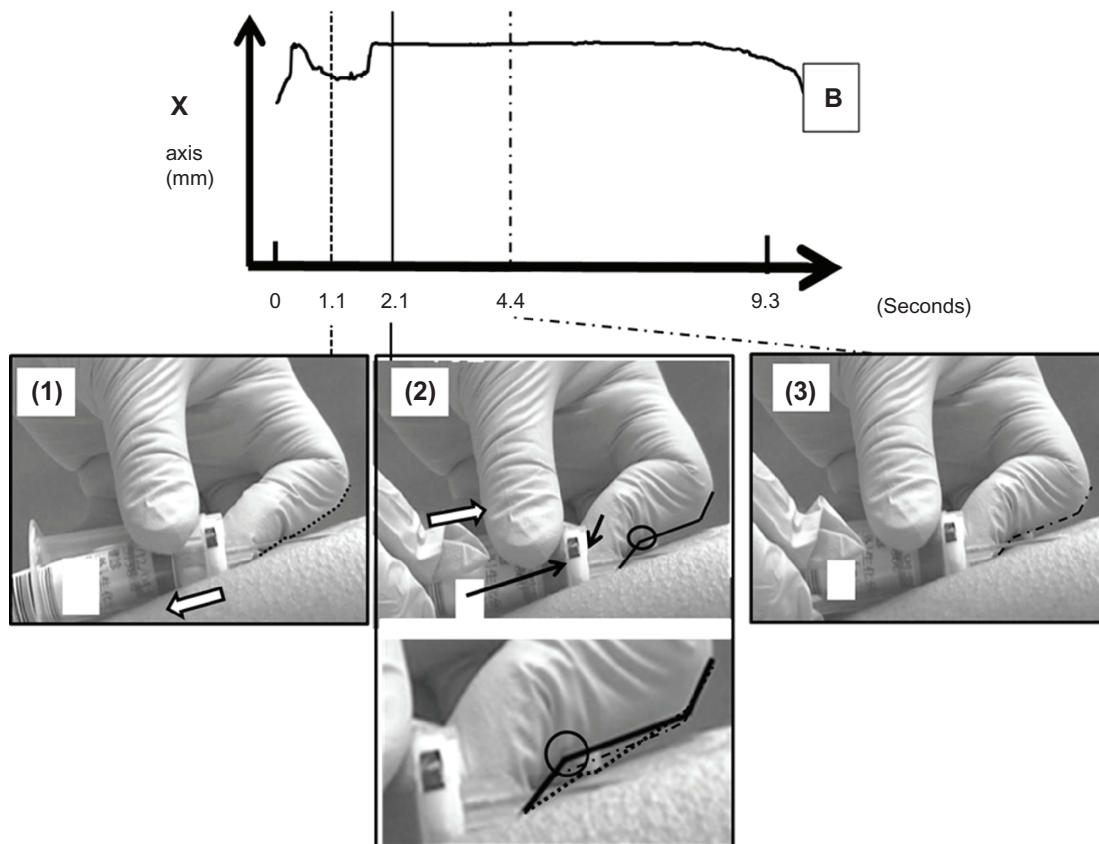 X
axis
(mm)
B
0 1.1 2.1 4.4 9.3 (Seconds)
(1) (2) (3)